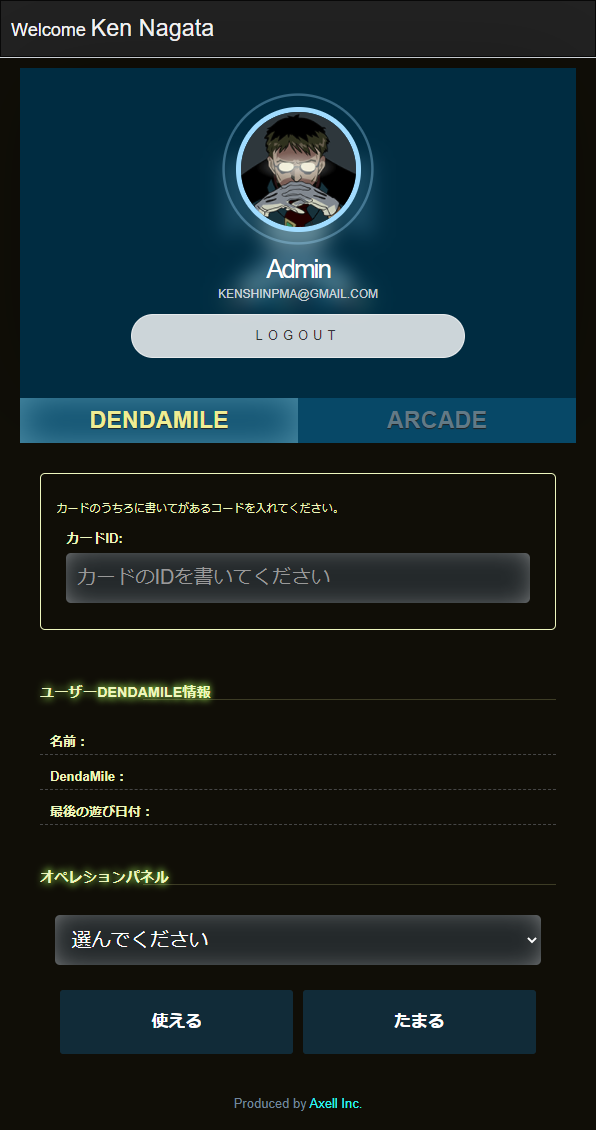 Welcome Ken Nagata
Admin
KENSHINPMA@GMAIL.COM
LOGOUT
DENDAMILE ARCADE
カードのうちろに書いてがあるコードを入れてください。
カードID:
カードのIDを書いてください
ユーザーDENDAMILE情報
名前：
DendaMile：
最後の遊び日付：
オペレションパネル
選んでください
使える たまる
Produced by Axell Inc.